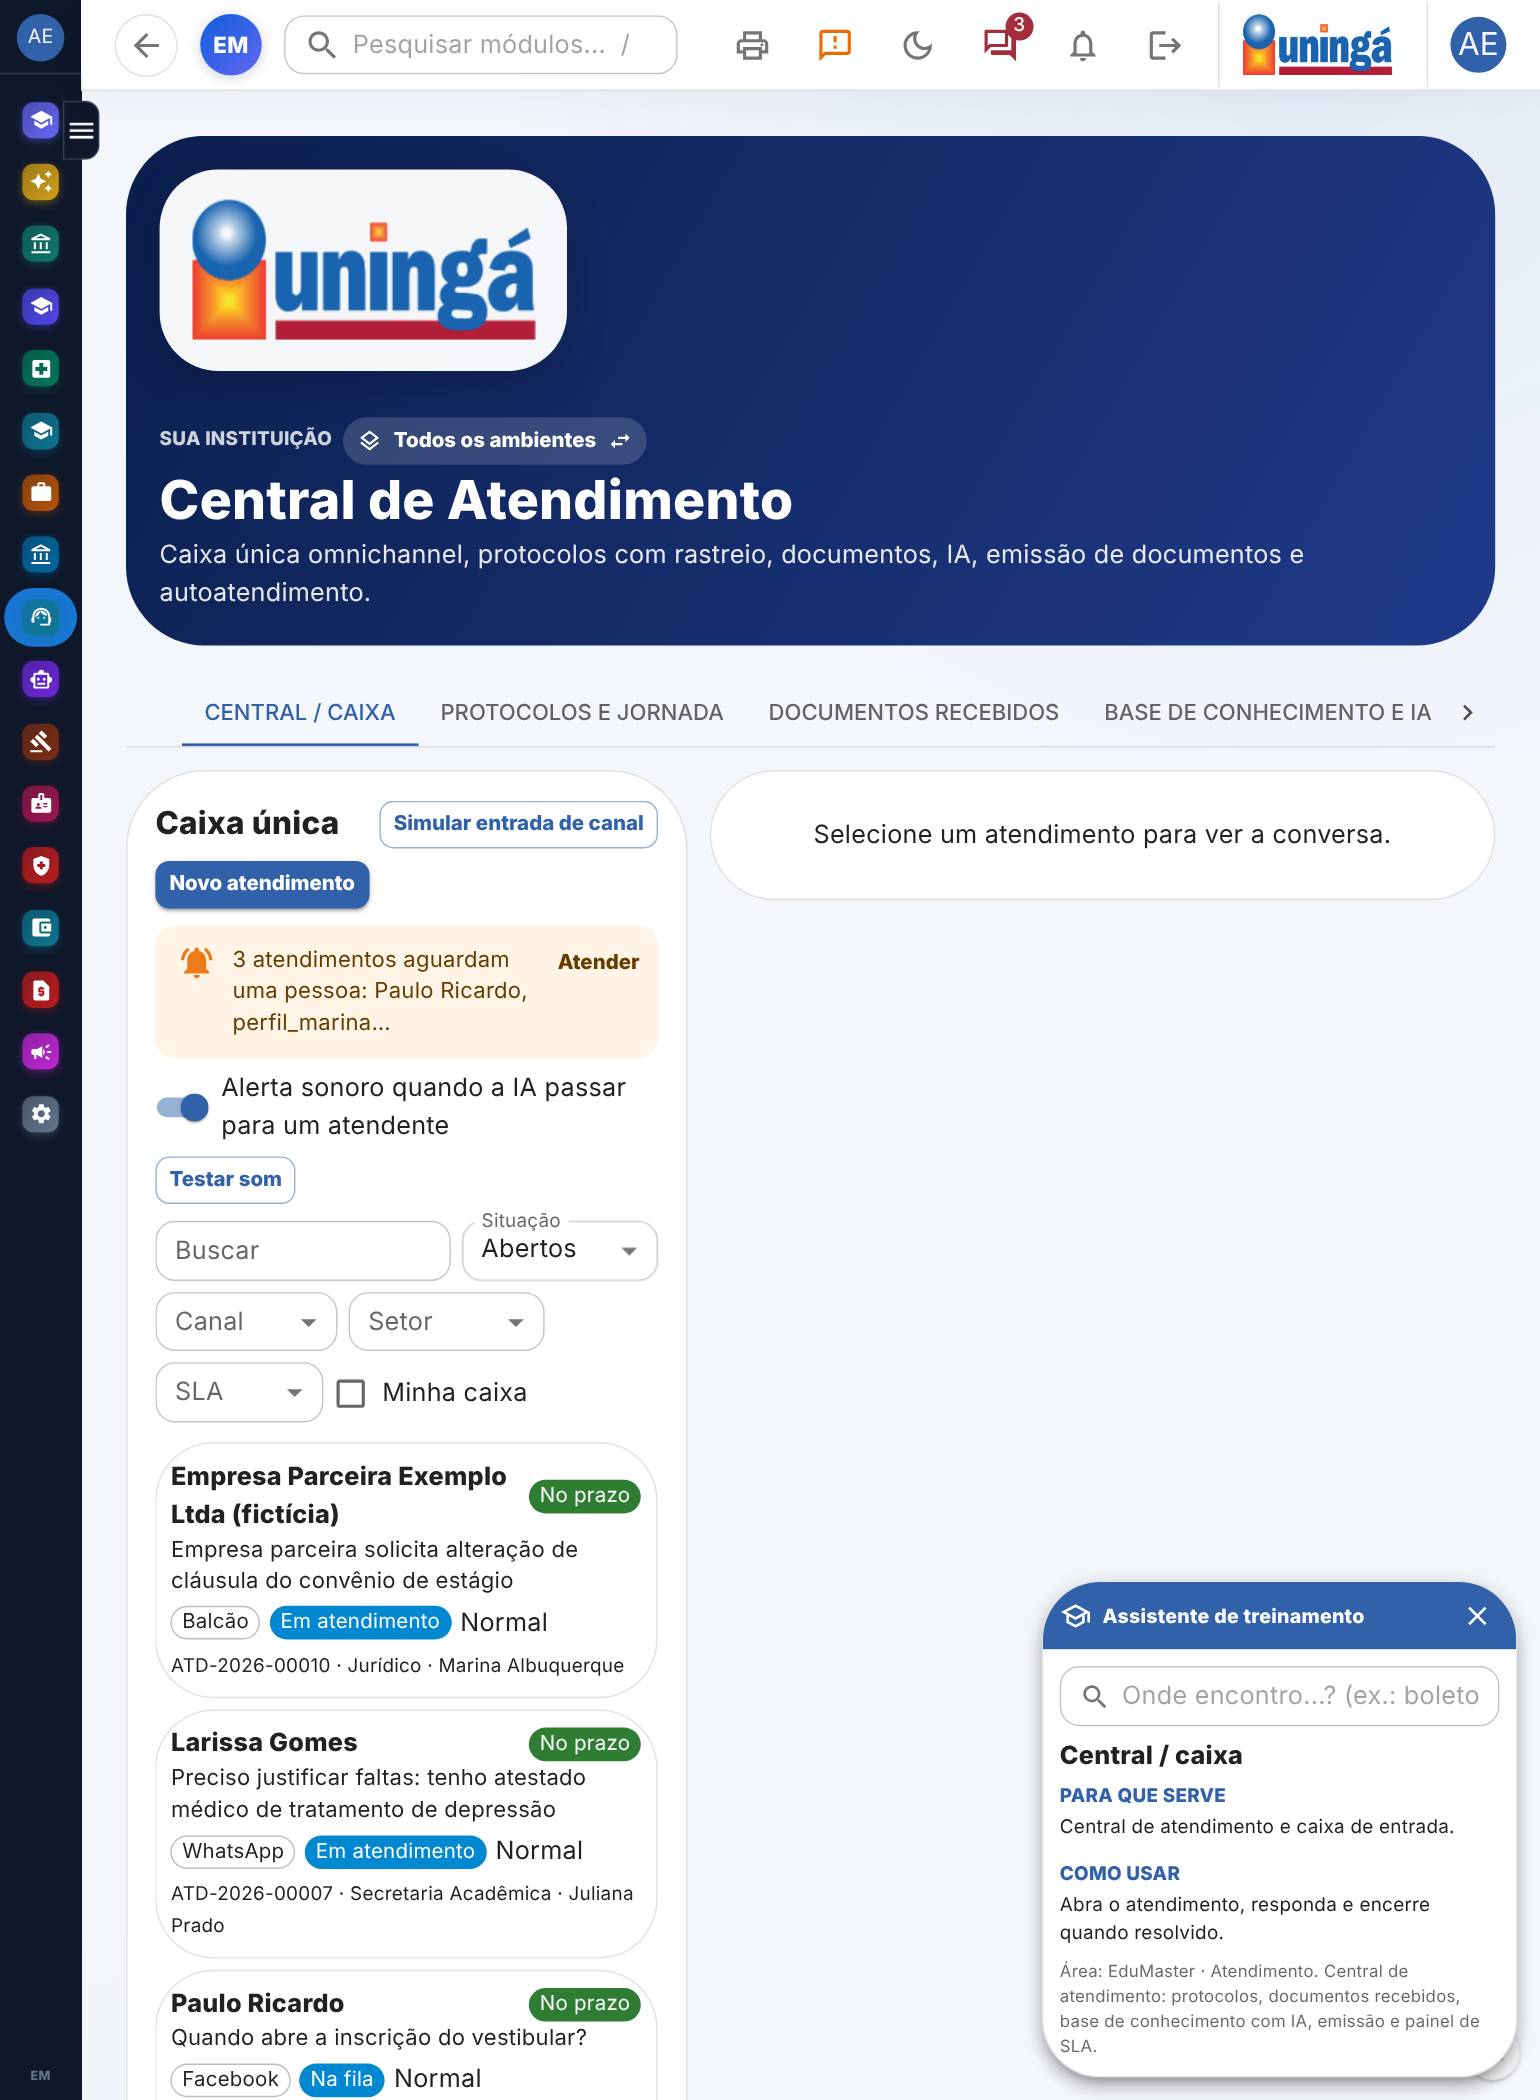 AE
EM
Pesquisar módulos... /
3
uningá
AE
uningá
SUA INSTITUIÇÃO
Todos os ambientes
Central de Atendimento
Caixa única omnichannel, protocolos com rastreio, documentos, IA, emissão de documentos e
autoatendimento.
CENTRAL / CAIXA
PROTOCOLOS E JORNADA
DOCUMENTOS RECEBIDOS
BASE DE CONHECIMENTO E IA
Caixa única
Simular entrada de canal
Novo atendimento
Selecione um atendimento para ver a conversa.
3 atendimentos aguardam
uma pessoa: Paulo Ricardo,
perfil_marina...
Atender
Alerta sonoro quando a IA passar
para um atendente
Testar som
Buscar
Situação
Abertos
Canal
Setor
SLA
Minha caixa
Empresa Parceira Exemplo
Ltda (fictícia)
No prazo
Empresa parceira solicita alteração de
cláusula do convênio de estágio
Balcão
Em atendimento
Normal
ATD-2026-00010 · Jurídico · Marina Albuquerque
Larissa Gomes
No prazo
Preciso justificar faltas: tenho atestado
médico de tratamento de depressão
WhatsApp
Em atendimento
Normal
ATD-2026-00007 · Secretaria Acadêmica · Juliana
Prado
Paulo Ricardo
No prazo
Quando abre a inscrição do vestibular?
Facebook
Na fila
Normal
Assistente de treinamento
Onde encontro...? (ex.: boleto
Central / caixa
PARA QUE SERVE
Central de atendimento e caixa de entrada.
COMO USAR
Abra o atendimento, responda e encerre
quando resolvido.
Área: EduMaster · Atendimento. Central de
atendimento: protocolos, documentos recebidos,
base de conhecimento com IA, emissão e painel de
SLA.
EM